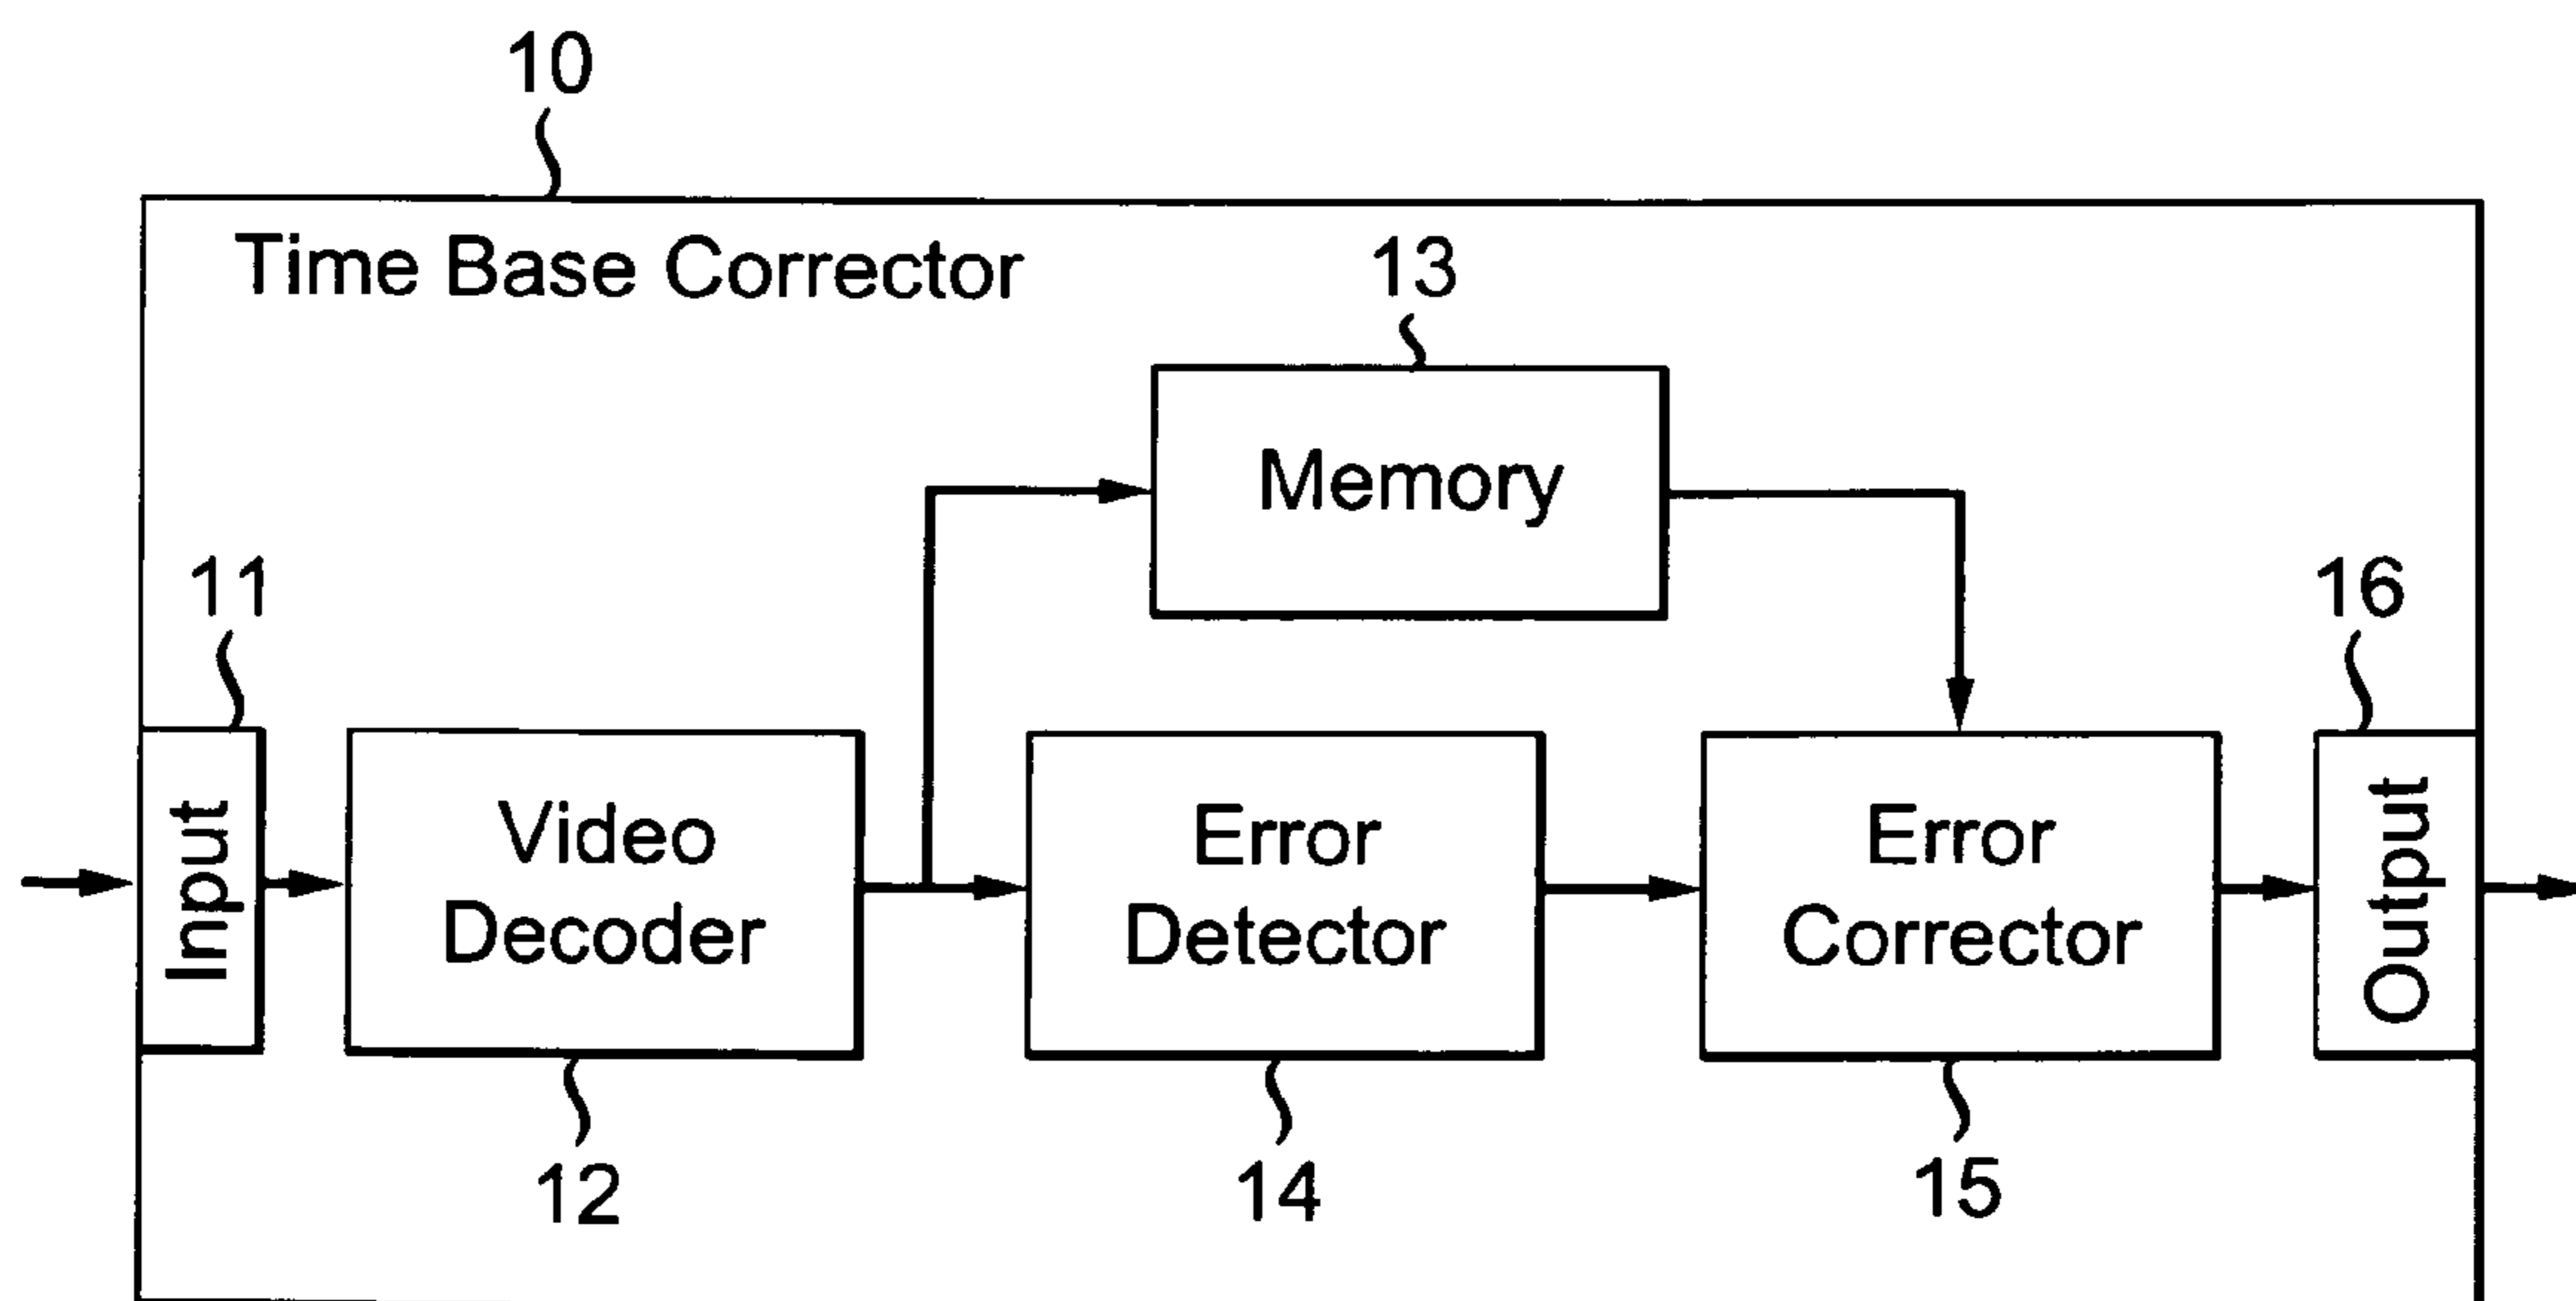 10
Time Base Corrector
13
Memory
11
16
Input
Video
Decoder
Error
Detector
Error
Corrector
Output
12
14
15